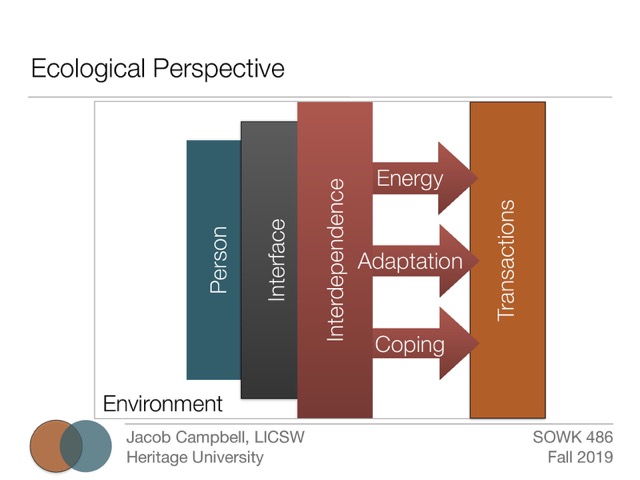 Ecological Perspective
Person
Interface
Interdependence
Energy
Adaptation
Coping
Transactions
Environment
Jacob Campbell, LICSW
Heritage University
SOWK 486
Fall 2019